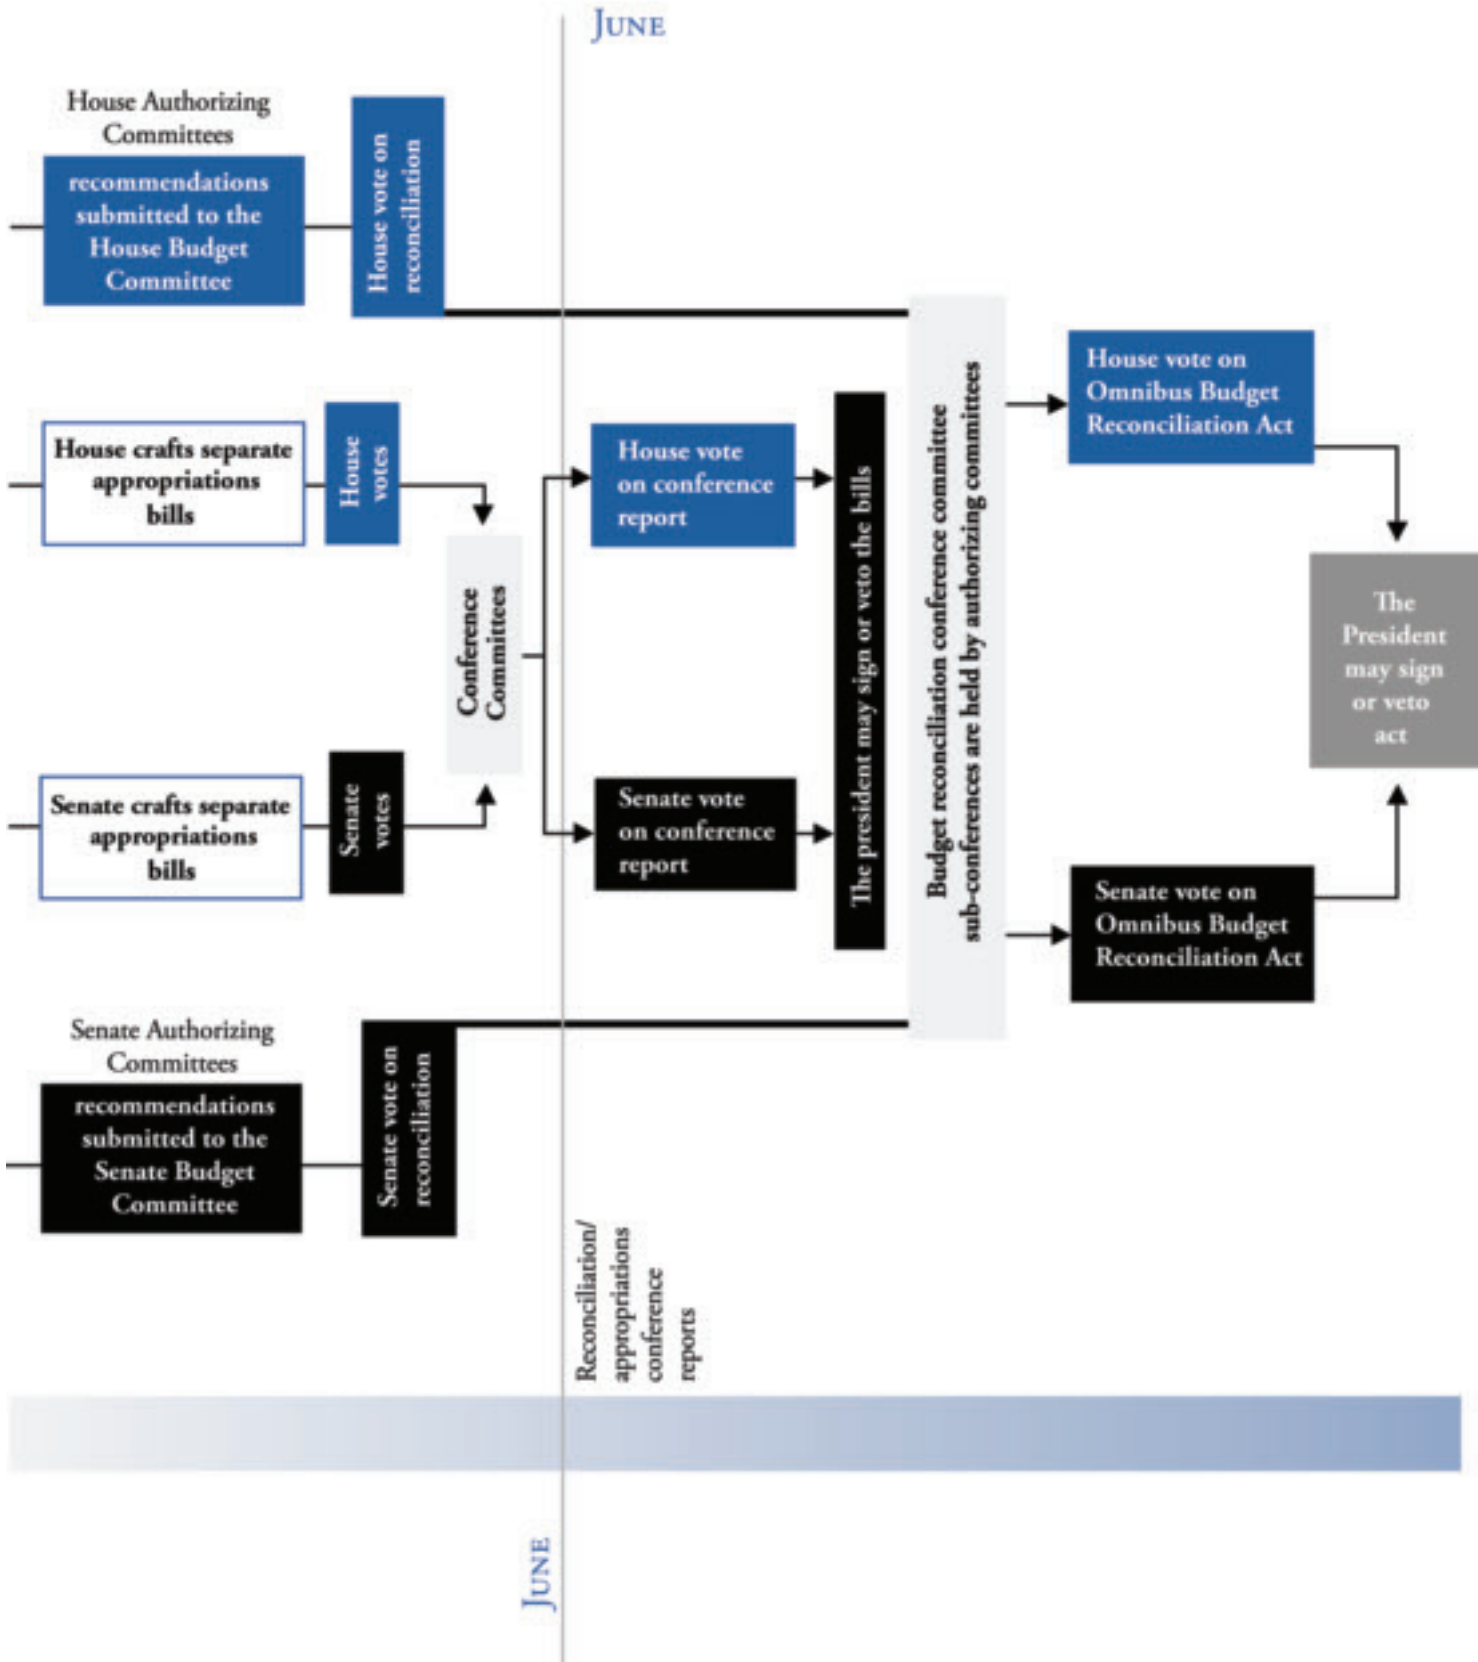 JUNE
House Authorizing
Committees
recommendations
submitted to the
House Budget
Committee
House vote on
reconciliation
House crafts separate
appropriations
bills
House
votes
Conference
Committees
House vote
on conference
report
The president may sign or veto the bills
Budget reconciliation conference committee
sub-conferences are held by authorizing committees
House vote on
Omnibus Budget
Reconciliation Act
The
President
may sign
or veto
act
Senate crafts separate
appropriations
bills
Senate
votes
Senate vote
on conference
report
Senate vote on
Omnibus Budget
Reconciliation Act
Senate Authorizing
Committees
recommendations
submitted to the
Senate Budget
Committee
Senate vote on
reconciliation
Reconciliation/
appropriations
conference
reports
JUNE